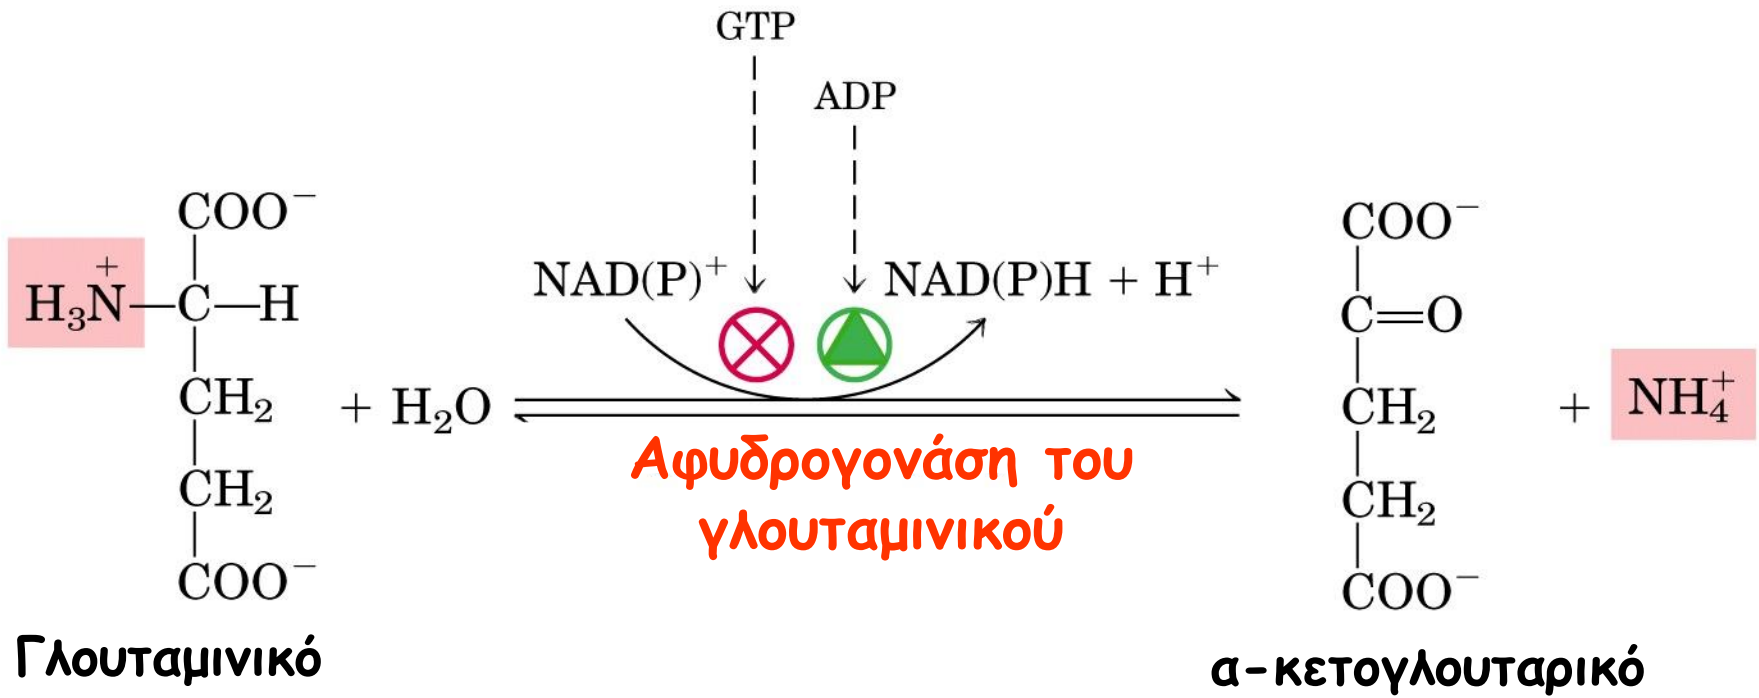 GTP
ADP
COO⁻
H₃N⁺—C—H
CH₂
CH₂
COO⁻
+ H₂O
NAD(P)⁺
NAD(P)H + H⁺
Αφυδρογονάση του
γλουταμινικού
COO⁻
C=O
CH₂
CH₂
COO⁻
+ NH₄⁺
Γλουταμινικό
α-κετογλουταρικό